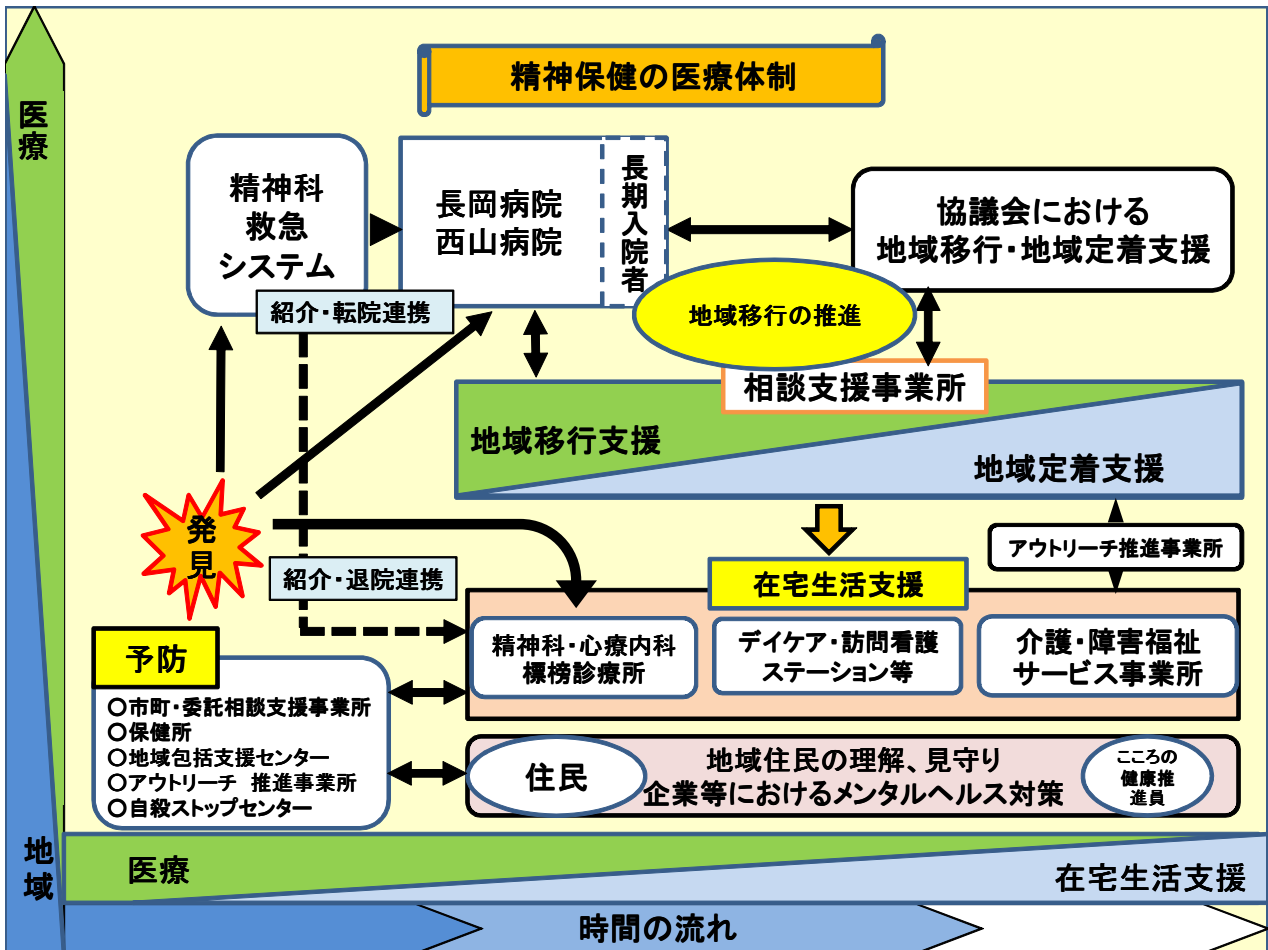 精神保健の医療体制
医療
精神科
救急
システム
長岡病院
西山病院
長期入院者
協議会における
地域移行・地域定着支援
紹介・転院連携
地域移行の推進
相談支援事業所
地域移行支援
地域定着支援
発見
アウトリーチ推進事業所
紹介・退院連携
在宅生活支援
精神科・心療内科
標榜診療所
デイケア・訪問看護
ステーション等
介護・障害福祉
サービス事業所
予防
○市町・委託相談支援事業所
○保健所
○地域包括支援センター
○アウトリーチ 推進事業所
○自殺ストップセンター
住民
地域住民の理解、見守り
企業等におけるメンタルヘルス対策
こころの
健康推
進員
地域
医療
在宅生活支援
時間の流れ